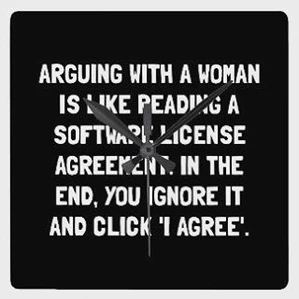 ARGUING WITH A WOMAN
IS LIKE READING A
SOFTWARE LICENSE
AGREEMENT. IN THE
END, YOU IGNORE IT
AND CLICK 'I AGREE'.